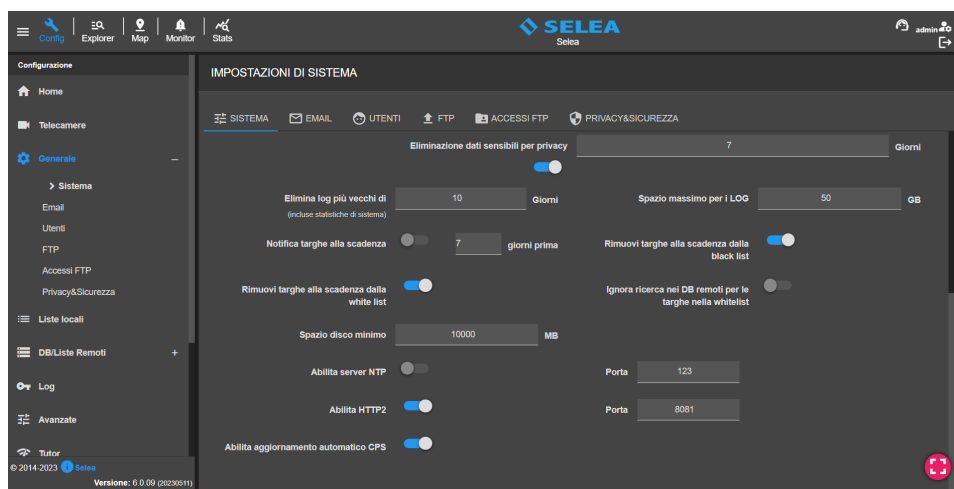 Config Explorer Map Monitor Stats
SELEA
Selea
admin
Configurazione
Home
Telecamere
Generale
Sistema
Email
Utenti
FTP
Accessi FTP
Privacy&Sicurezza
Liste locali
DB/Liste Remoti +
Log
Avanzate
Tutor
© 2014-2023 Selea
Versione: 6.0.09 (20230511)
IMPOSTAZIONI DI SISTEMA
SISTEMA EMAIL UTENTI FTP ACCESSI FTP PRIVACY&SICUREZZA
Eliminazione dati sensibili per privacy 7 Giorni
Elimina log più vecchi di 10 Giorni Spazio massimo per i LOG 50 GB
(incluse statistiche di sistema)
Notifica targhe alla scadenza 7 giorni prima Rimuovi targhe alla scadenza dalla
black list
Rimuovi targhe alla scadenza dalla Ignora ricerca nei DB remoti per le
white list targhe nella whitelist
Spazio disco minimo 10000 MB
Abilita server NTP Porta 123
Abilita HTTP2 Porta 8081
Abilita aggiornamento automatico CPS